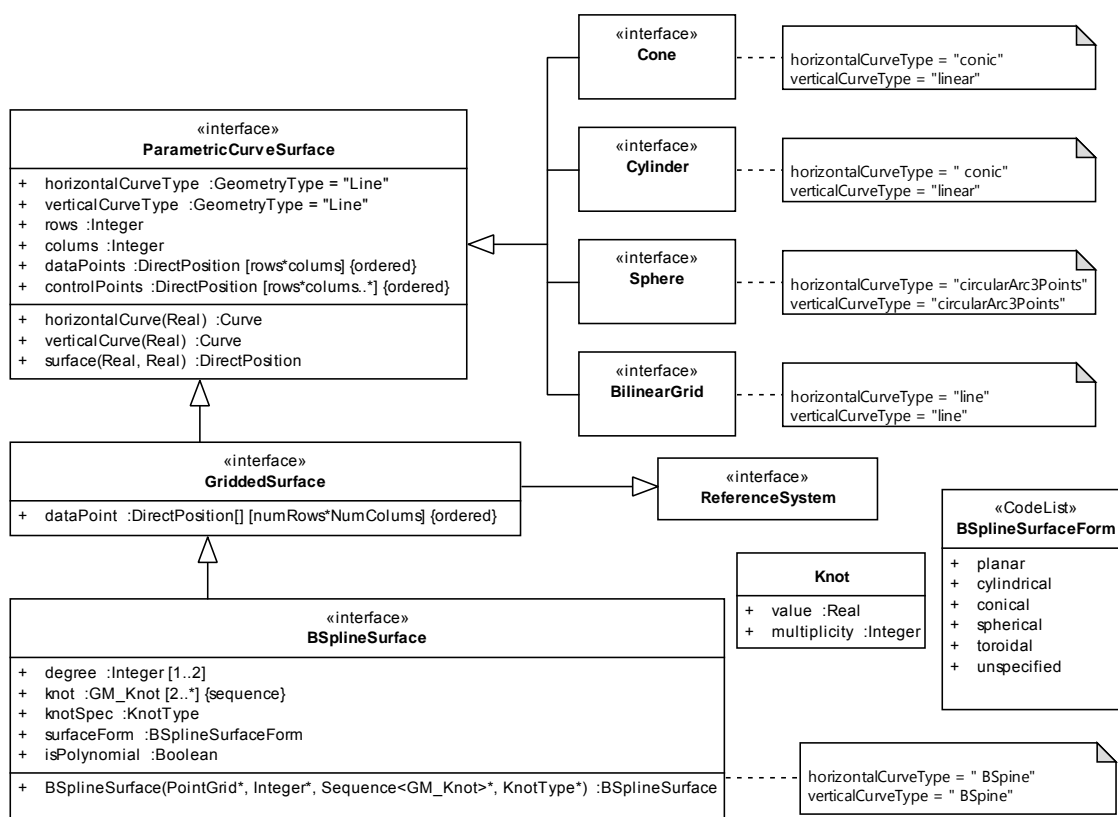 «interface»
Cone
horizontalCurveType = "conic"
verticalCurveType = "linear"
«interface»
ParametricCurveSurface
+ horizontalCurveType :GeometryType = "Line"
+ verticalCurveType :GeometryType = "Line"
+ rows :Integer
+ colums :Integer
+ dataPoints :DirectPosition [rows*colums] {ordered}
+ controlPoints :DirectPosition [rows*colums..*] {ordered}
+ horizontalCurve(Real) :Curve
+ verticalCurve(Real) :Curve
+ surface(Real, Real) :DirectPosition
«interface»
Cylinder
horizontalCurveType = " conic"
verticalCurveType = "linear"
«interface»
Sphere
horizontalCurveType = "circularArc3Points"
verticalCurveType = "circularArc3Points"
«interface»
BilinearGrid
horizontalCurveType = "line"
verticalCurveType = "line"
«interface»
GriddedSurface
+ dataPoint :DirectPosition[] [numRows*NumColums] {ordered}
«interface»
ReferenceSystem
«CodeList»
BSplineSurfaceForm
+ planar
+ cylindrical
+ conical
+ spherical
+ toroidal
+ unspecified
Knot
+ value :Real
+ multiplicity :Integer
«interface»
BSplineSurface
+ degree :Integer [1..2]
+ knot :GM_Knot [2..*] {sequence}
+ knotSpec :KnotType
+ surfaceForm :BSplineSurfaceForm
+ isPolynomial :Boolean
+ BSplineSurface(PointGrid*, Integer*, Sequence<GM_Knot>*, KnotType*) :BSplineSurface
horizontalCurveType = " BSpine"
verticalCurveType = " BSpine"